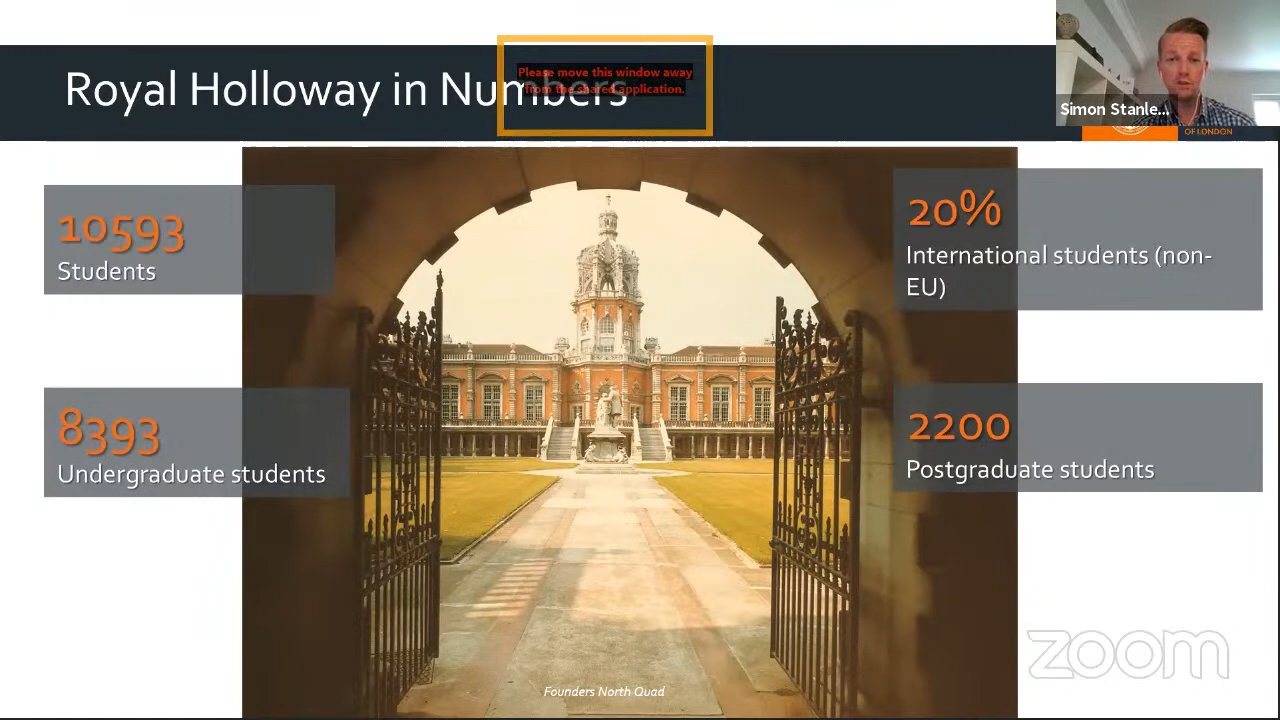 Royal Holloway in Numbers
Please move this window away
from the shared application.
Simon Stanle...
OF LONDON
10593
Students
20%
International students (non-
EU)
8393
Undergraduate students
2200
Postgraduate students
zoom
Founders North Quad